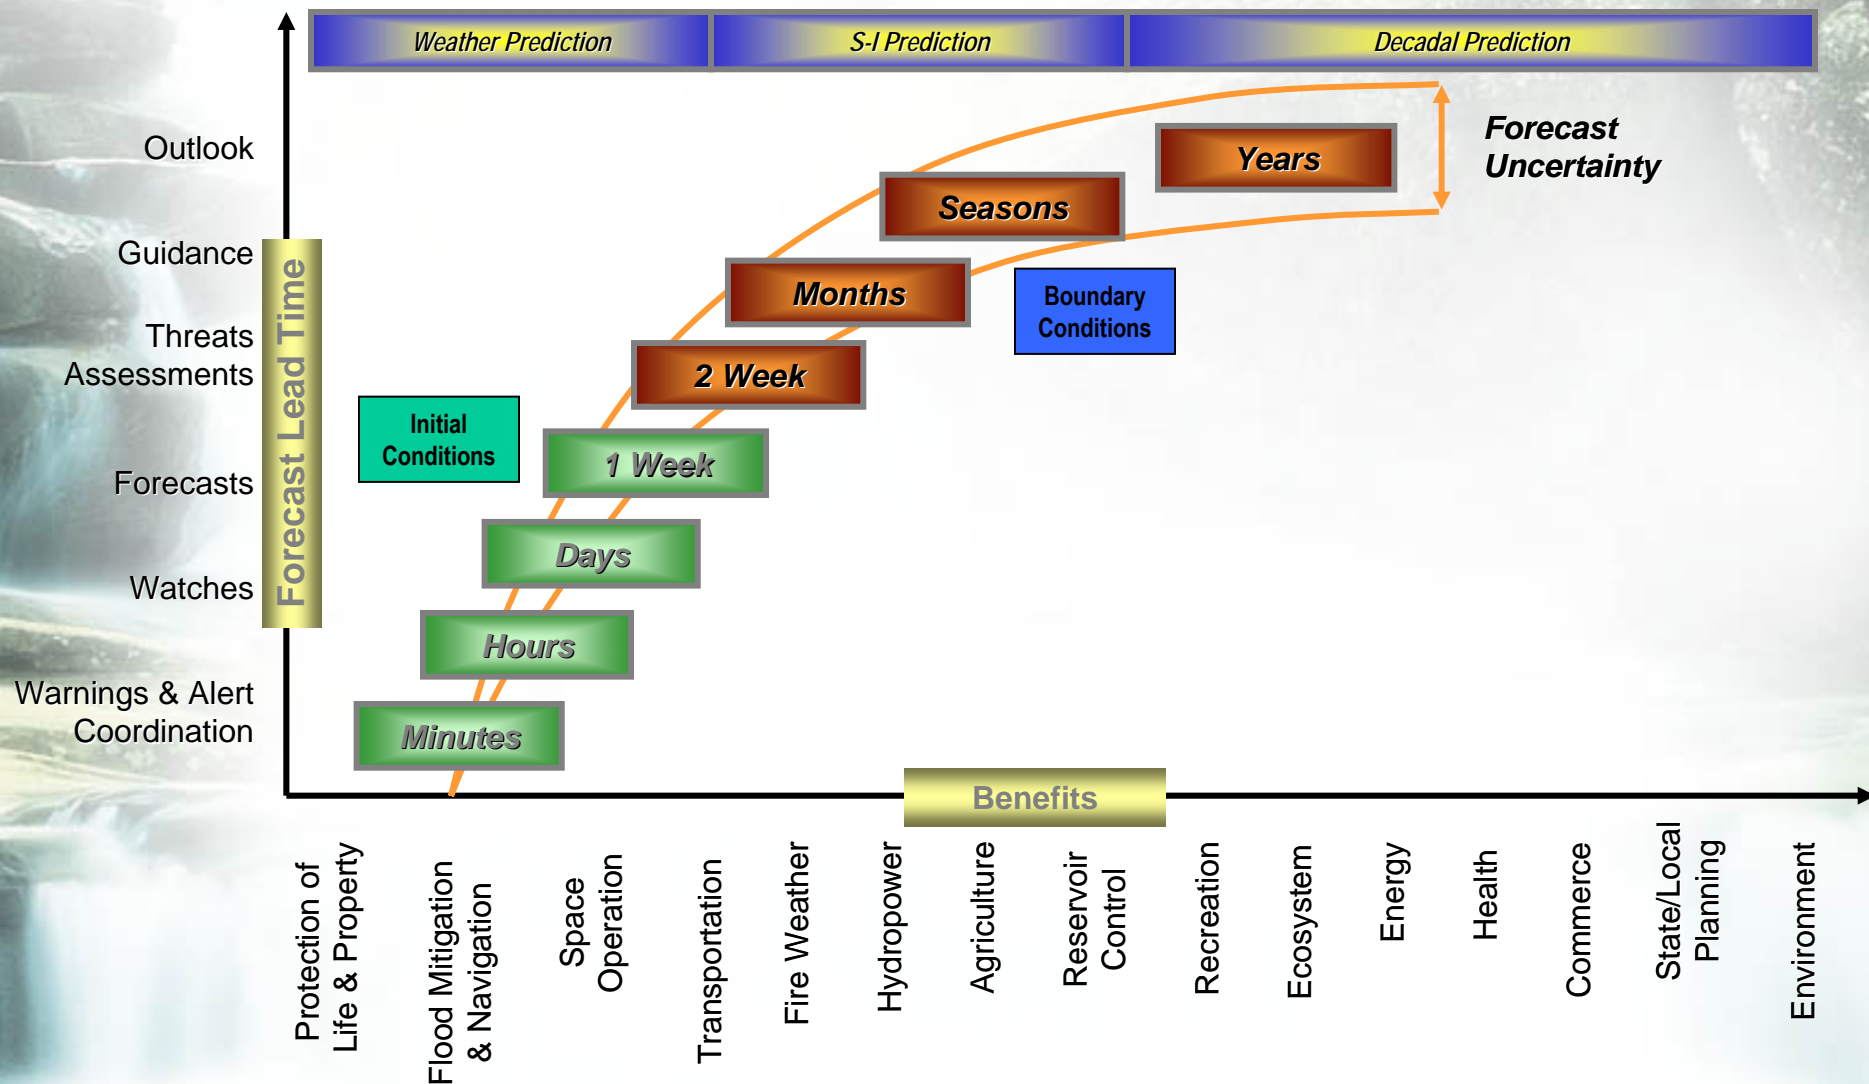 Weather Prediction
S-I Prediction
Decadal Prediction
Outlook
Guidance
Threats
Assessments
Forecasts
Watches
Warnings & Alert
Coordination
Forecast Lead Time
Forecast
Uncertainty
Years
Seasons
Months
2 Week
1 Week
Days
Hours
Minutes
Boundary
Conditions
Initial
Conditions
Benefits
Protection of
Life & Property
Flood Mitigation
& Navigation
Space
Operation
Transportation
Fire Weather
Hydropower
Agriculture
Reservoir
Control
Recreation
Ecosystem
Energy
Health
Commerce
State/Local
Planning
Environment